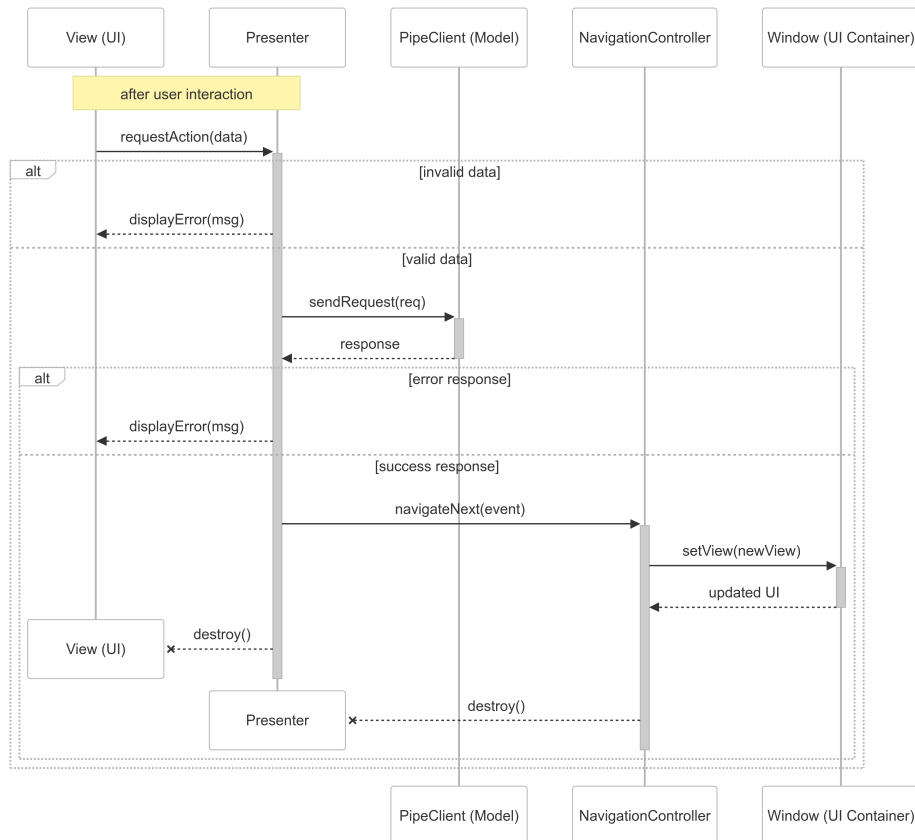 View (UI)
Presenter
PipeClient (Model)
NavigationController
Window (UI Container)
after user interaction
requestAction(data)
alt
[invalid data]
displayError(msg)
[valid data]
sendRequest(req)
response
alt
[error response]
displayError(msg)
[success response]
navigateNext(event)
setView(newView)
updated UI
destroy()
View (UI)
destroy()
Presenter
PipeClient (Model)
NavigationController
Window (UI Container)